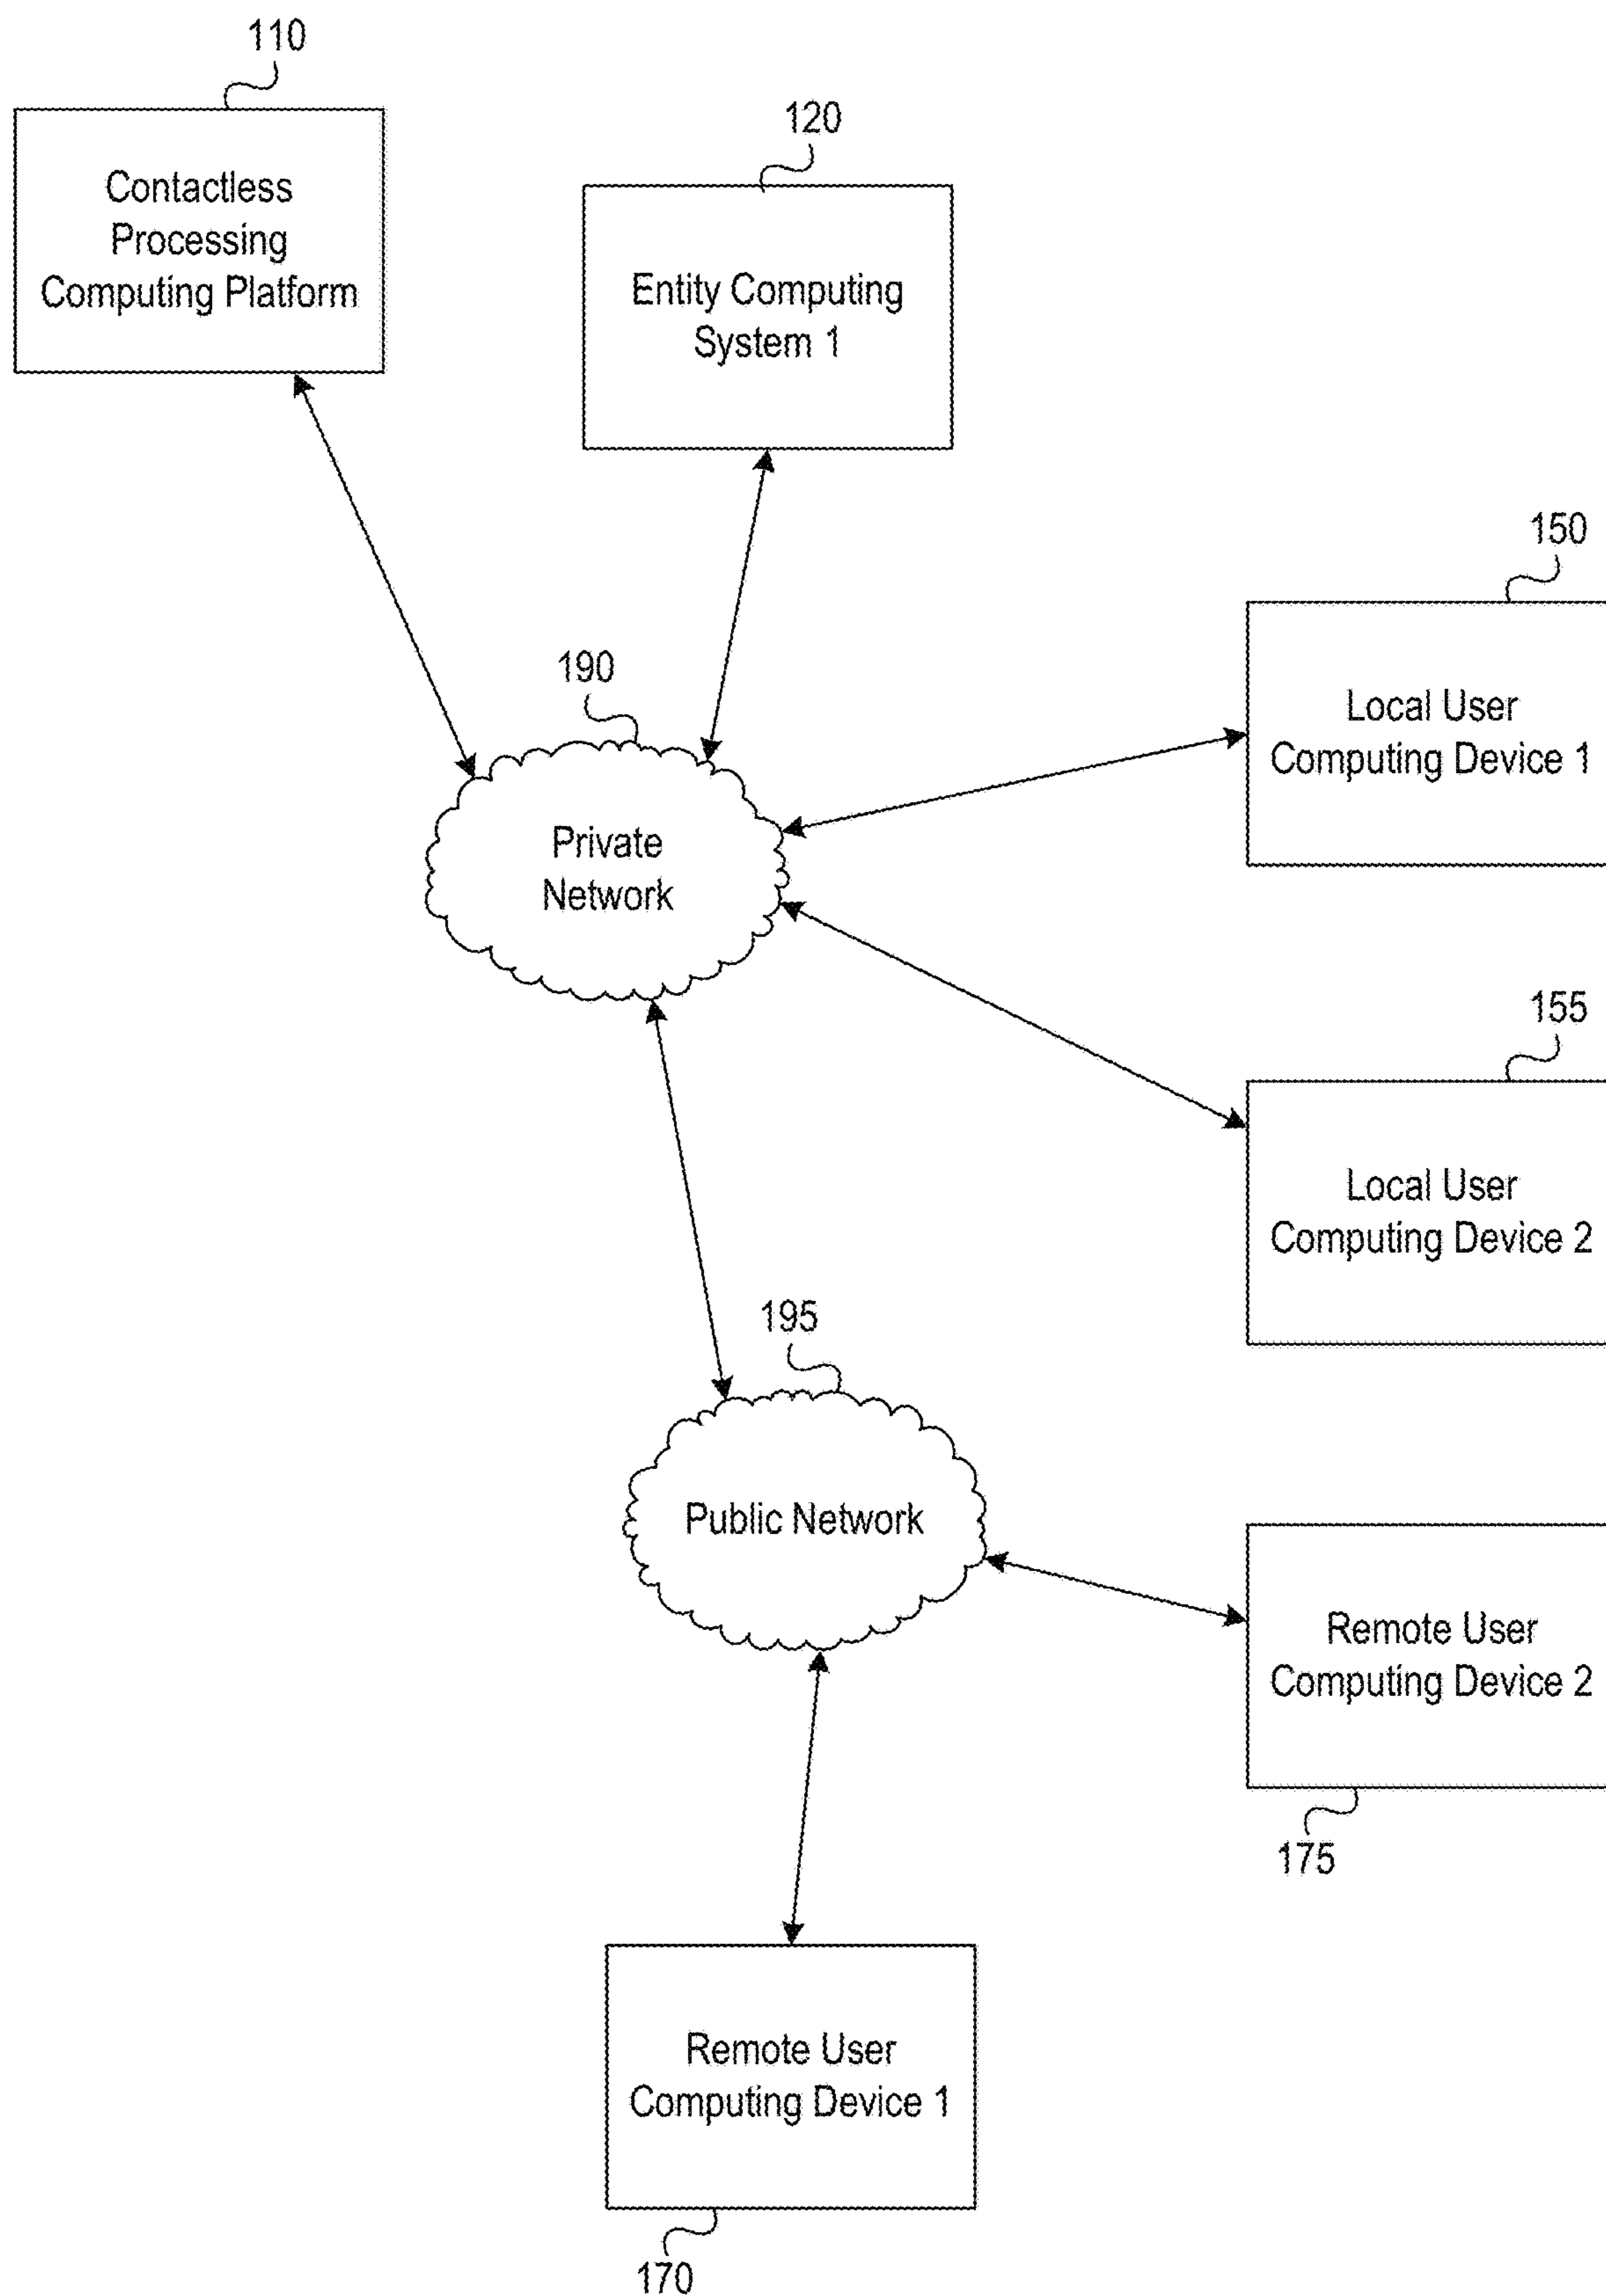 110
Contactless
Processing
Computing Platform
120
Entity Computing
System 1
150
Local User
Computing Device 1
190
Private
Network
155
Local User
Computing Device 2
195
Public Network
Remote User
Computing Device 2
175
Remote User
Computing Device 1
170